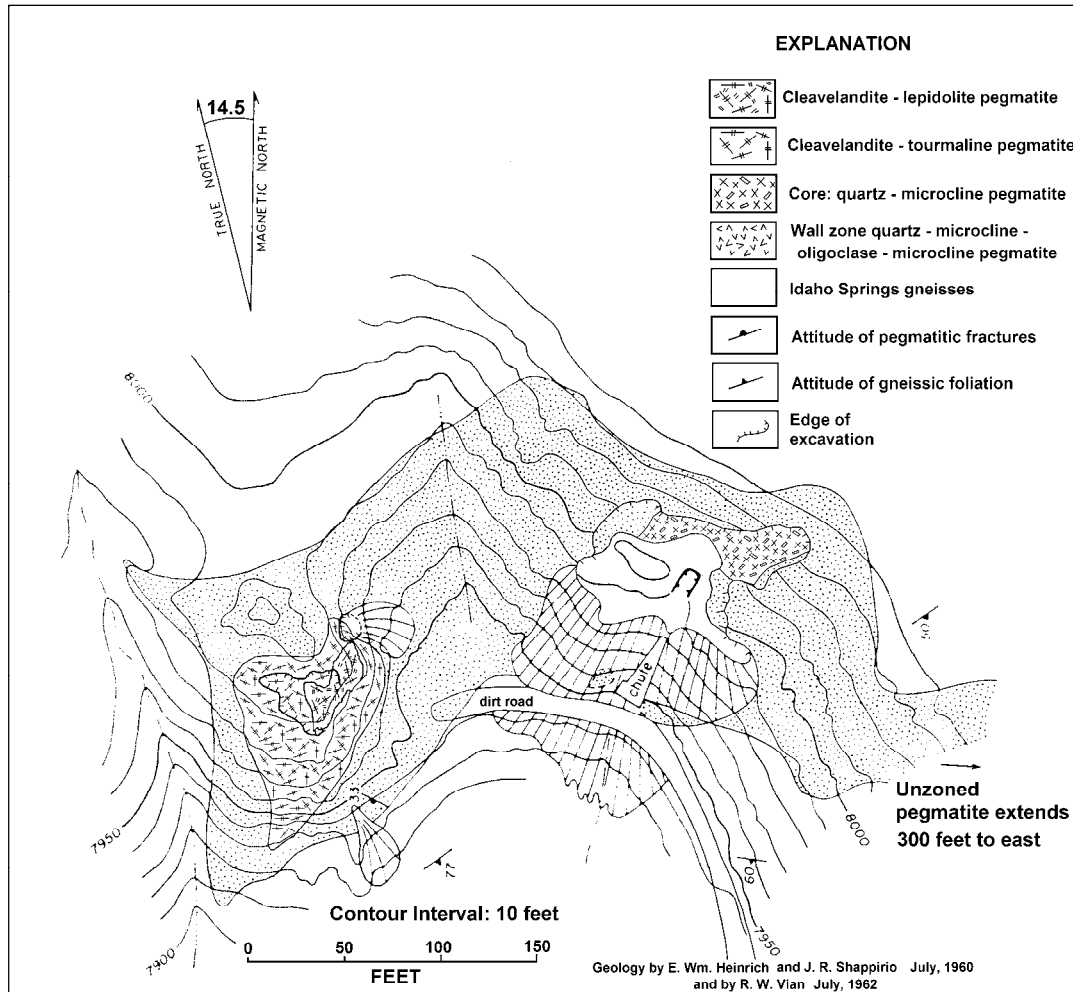 EXPLANATION
Cleavelandite - lepidolite pegmatite
Cleavelandite - tourmaline pegmatite
Core: quartz - microcline pegmatite
Wall zone quartz - microcline -
oligoclase - microcline pegmatite
Idaho Springs gneisses
Attitude of pegmatitic fractures
Attitude of gneissic foliation
Edge of
excavation
14.5
TRUE NORTH
MAGNETIC NORTH
8000
chute
dirt road
33
77
60
7950
7900
8000
7950
Unzoned
pegmatite extends
300 feet to east
Contour Interval: 10 feet
0 50 100 150
FEET
Geology by E. Wm. Heinrich and J. R. Shappirio July, 1960
and by R. W. Vian July, 1962